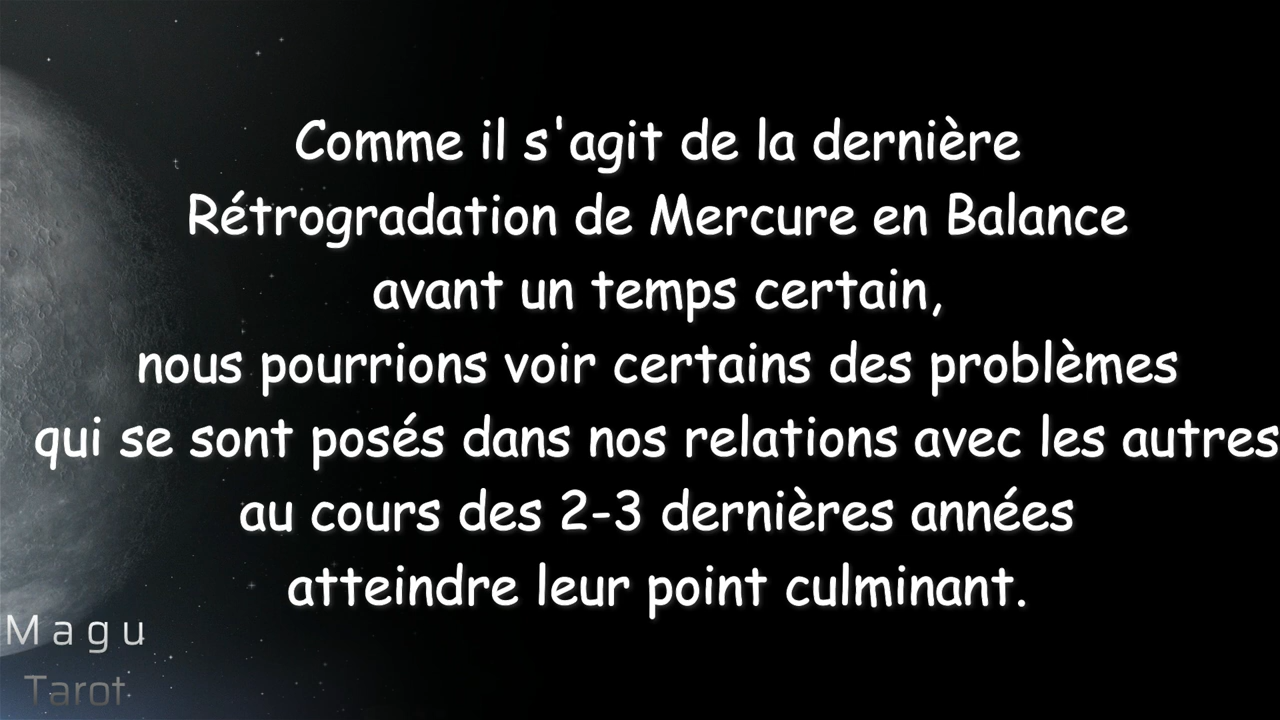 Comme il s'agit de la dernière
Rétrogradation de Mercure en Balance
avant un temps certain,
nous pourrions voir certains des problèmes
qui se sont posés dans nos relations avec les autres
au cours des 2-3 dernières années
atteindre leur point culminant.
Magu
Tarot